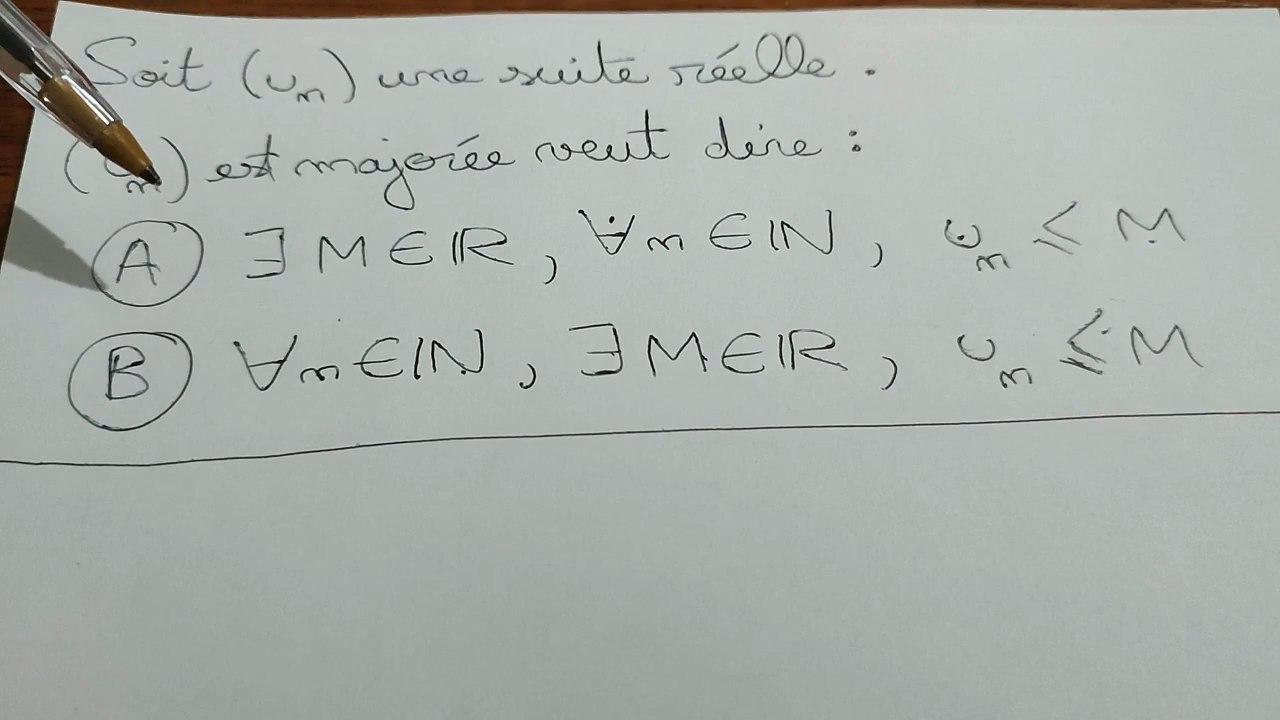 Soit (un) une suite réelle.
(un) est majorée veut dire :
A ∃ M ∈ ℝ, ∀n ∈ ℕ, un ≤ M
B ∀n ∈ ℕ, ∃ M ∈ ℝ, un ≤ M